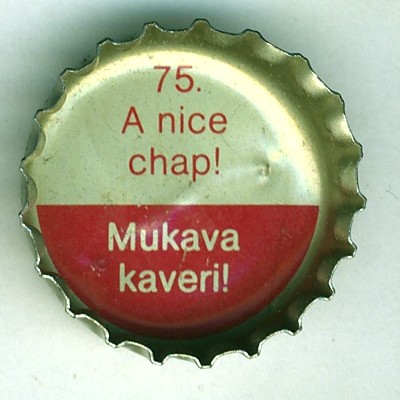 75.
A nice
chap!
Mukava
kaveri!